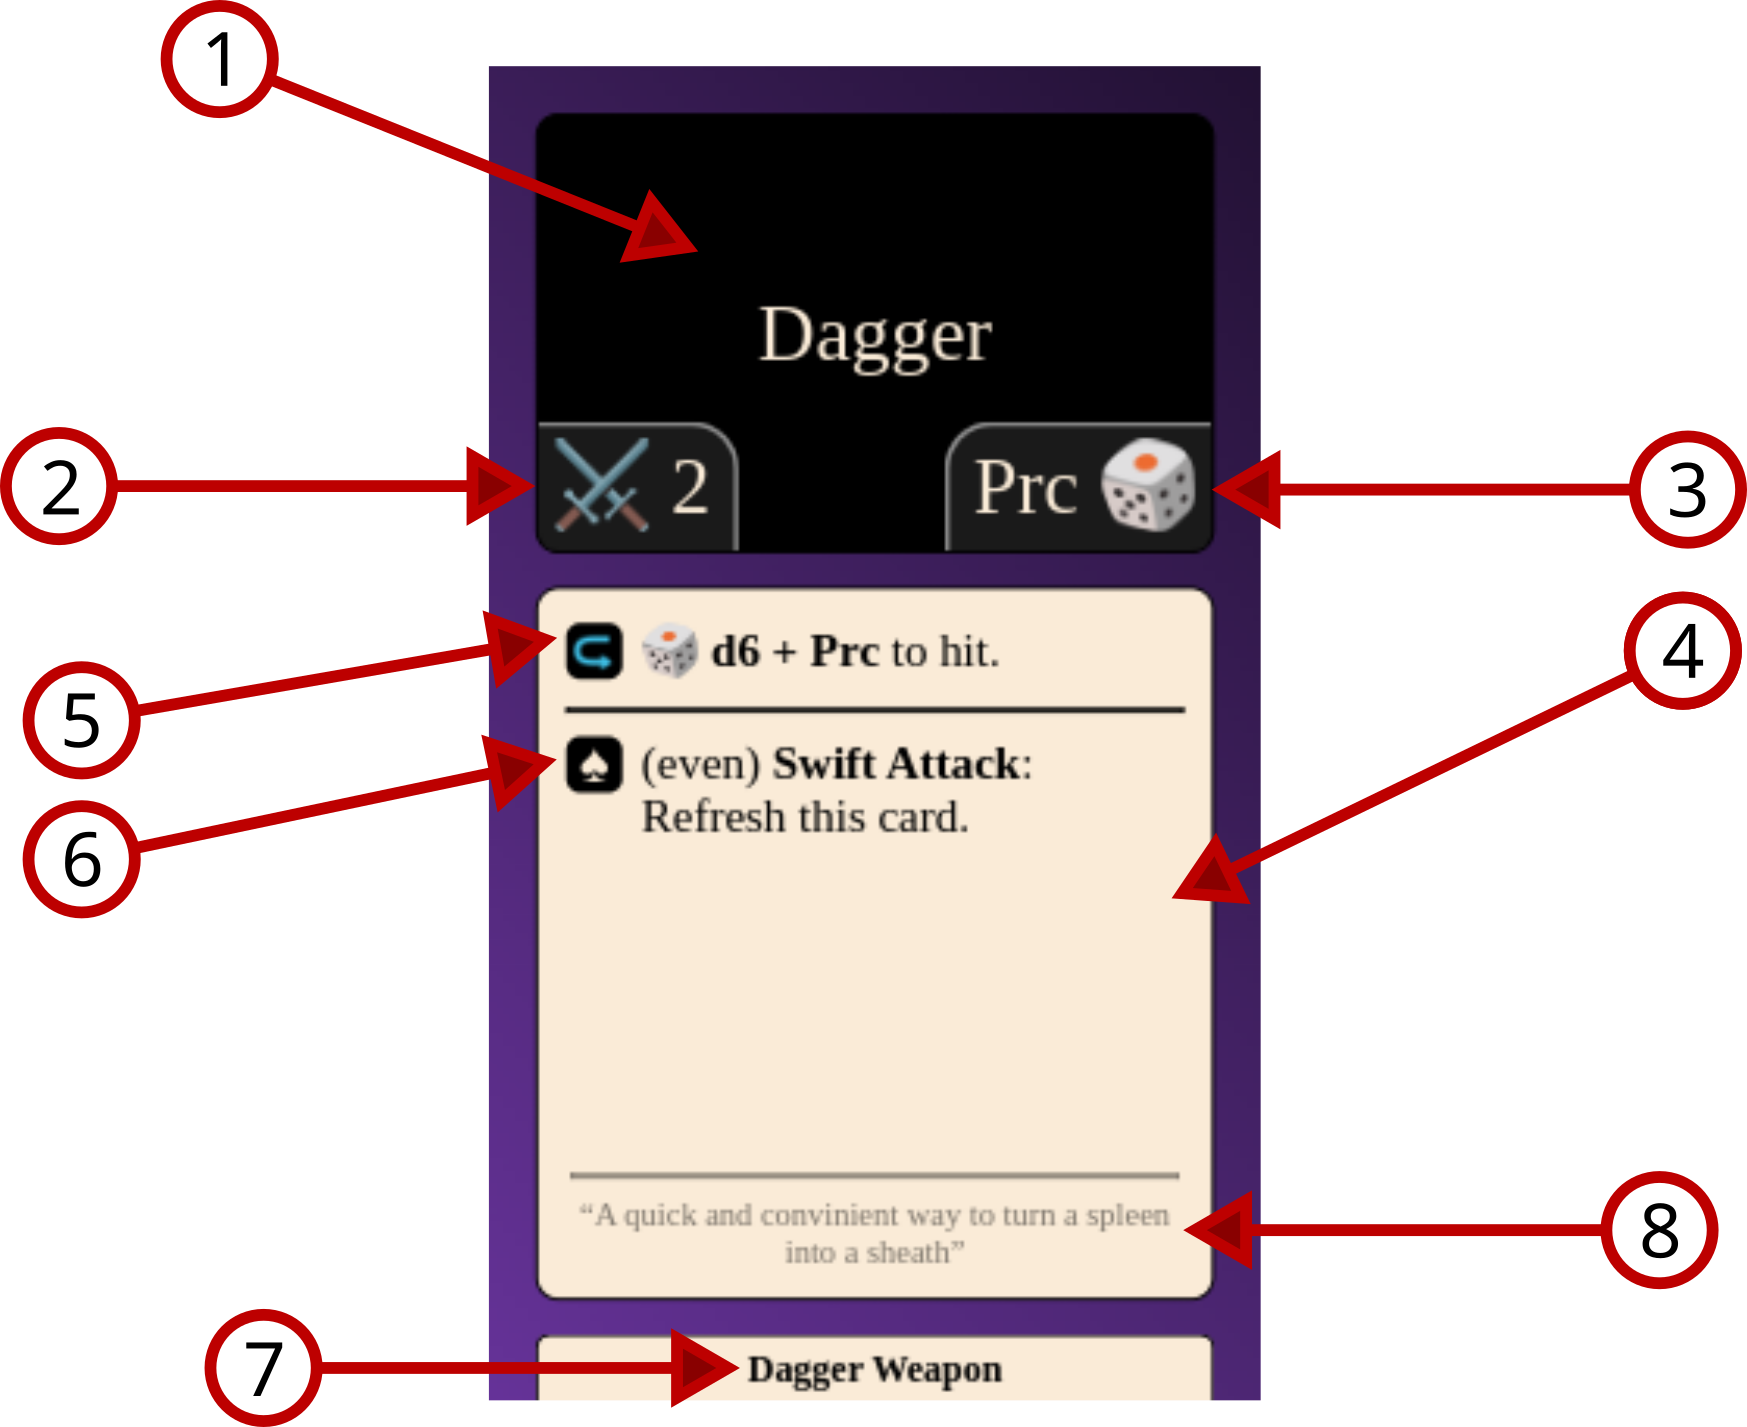 1
Dagger
2
2
Prc
3
d6 + Prc to hit.
4
5
(even) Swift Attack:
Refresh this card.
6
“A quick and convinient way to turn a spleen
into a sheath”
8
7
Dagger Weapon